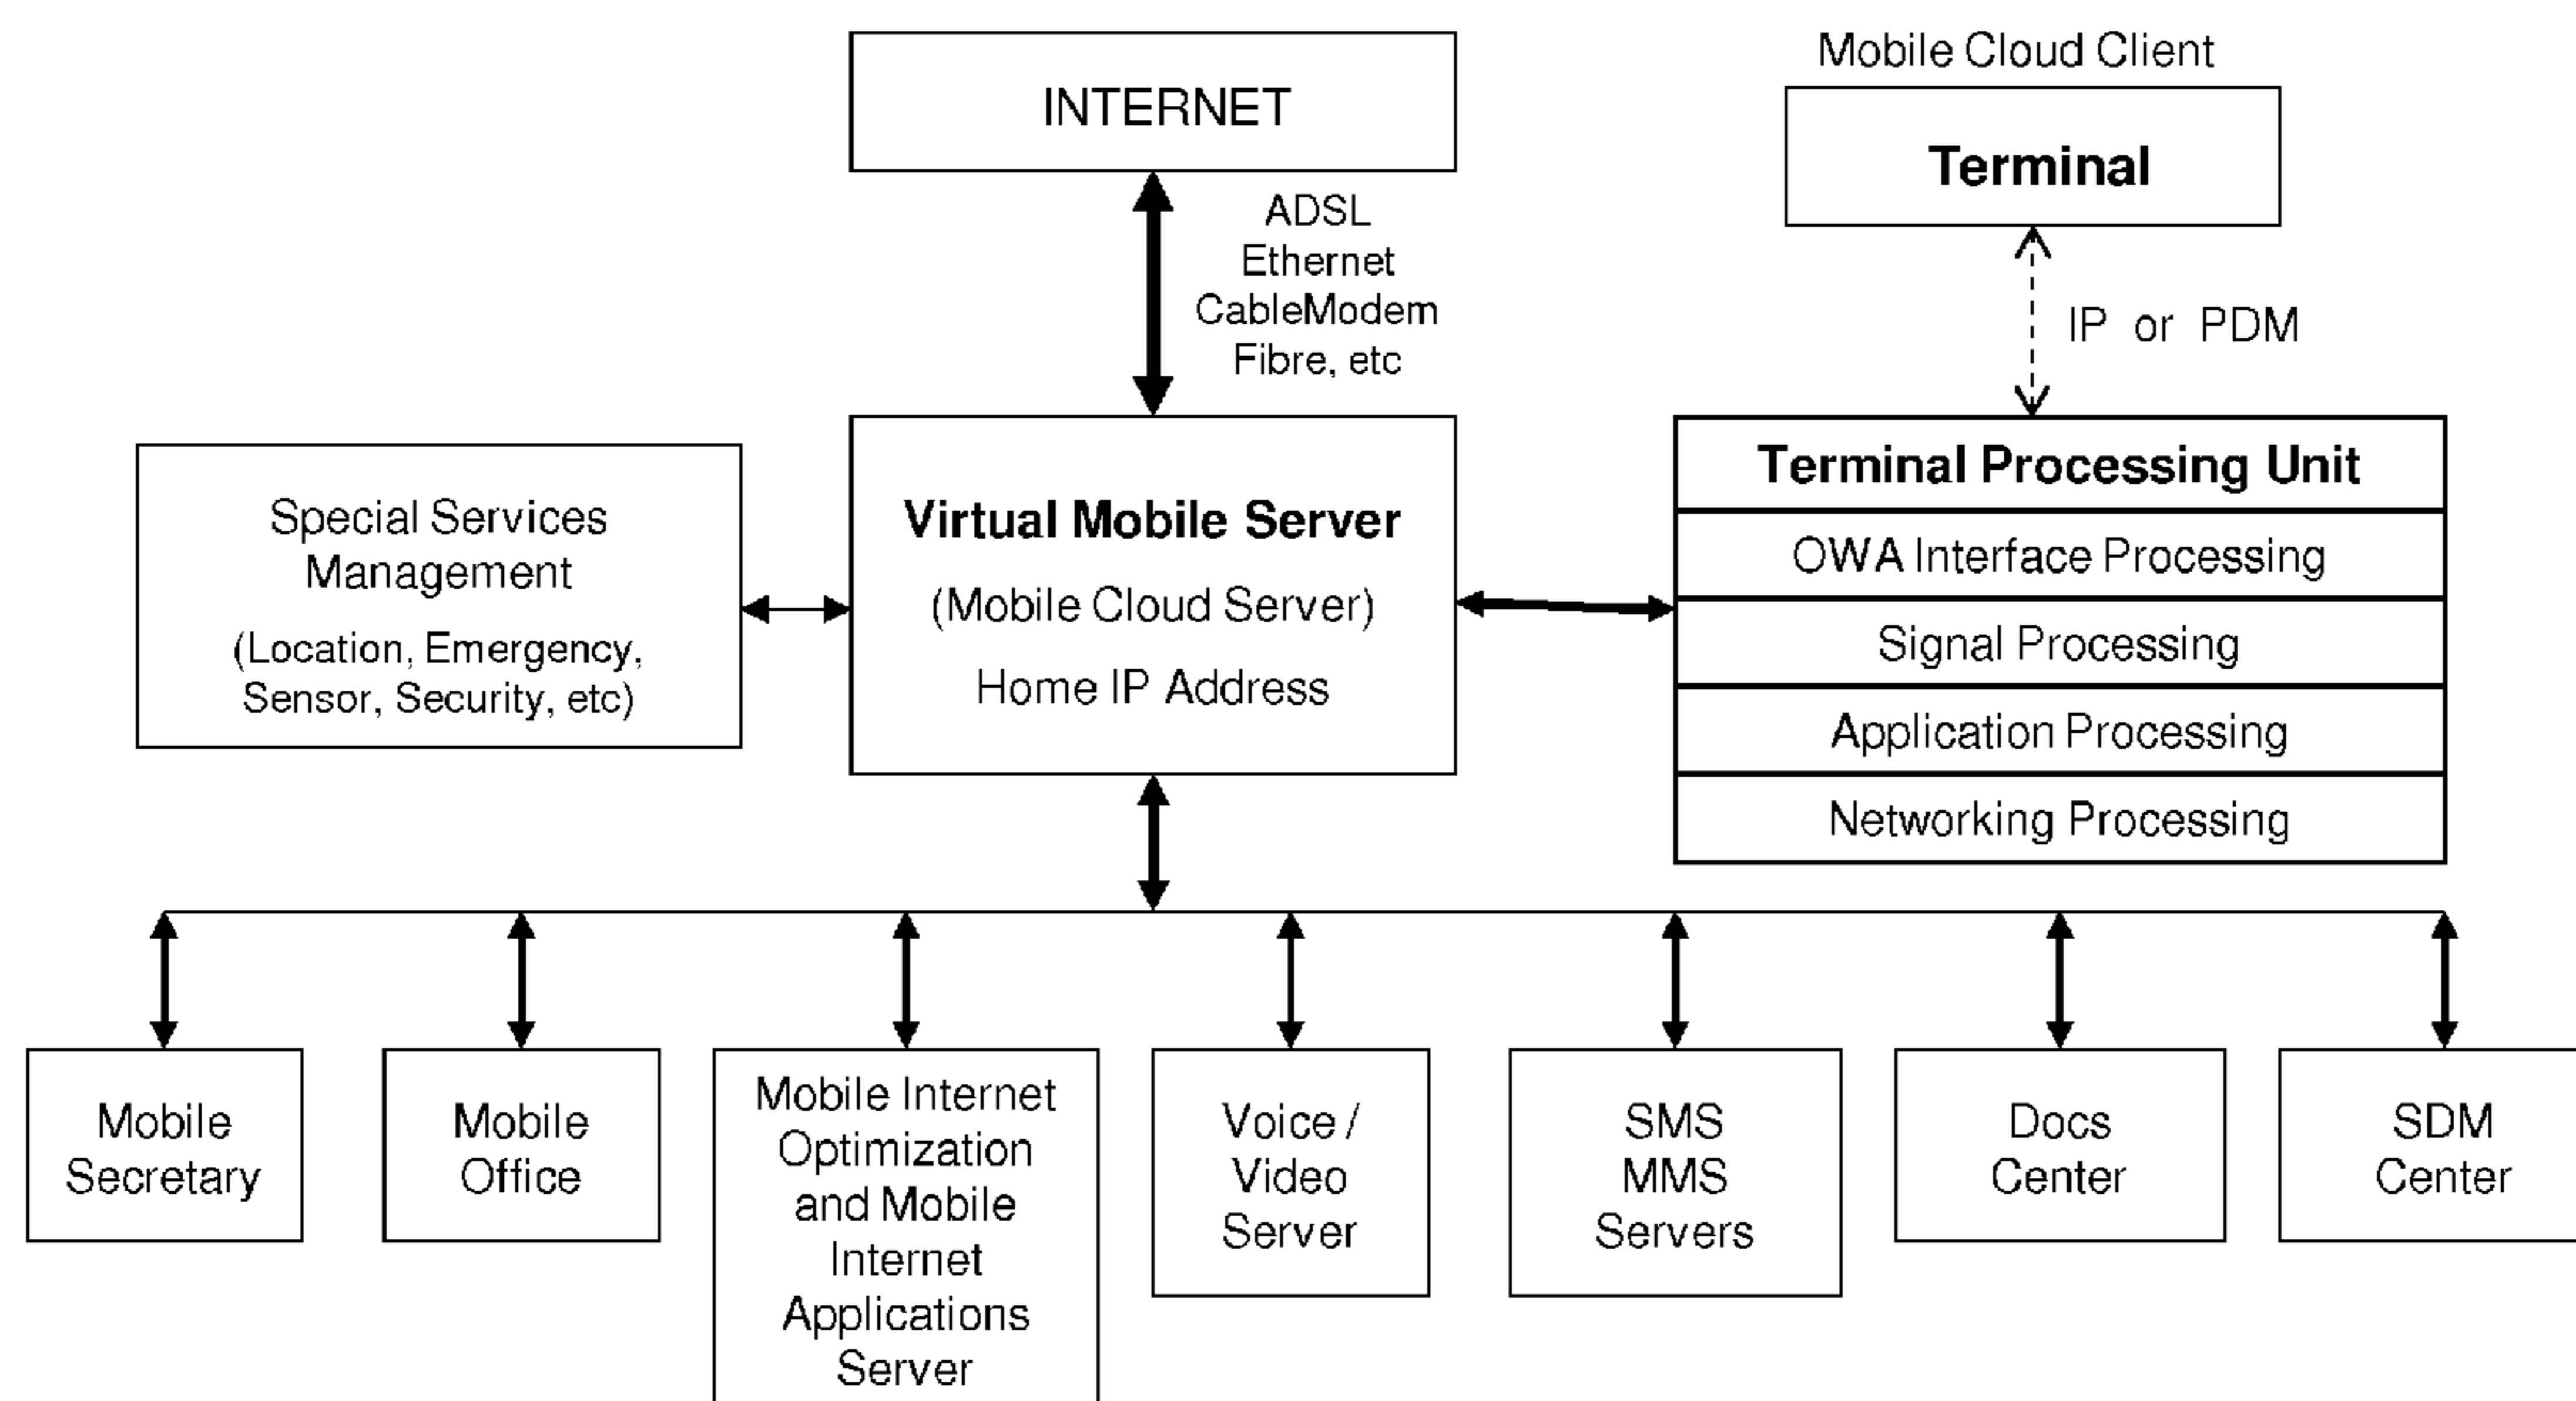 INTERNET
Mobile Cloud Client
Terminal
ADSL
Ethernet
CableModem
Fibre, etc
IP or PDM
Special Services
Management
(Location, Emergency,
Sensor, Security, etc)
Virtual Mobile Server
(Mobile Cloud Server)
Home IP Address
Terminal Processing Unit
OWA Interface Processing
Signal Processing
Application Processing
Networking Processing
Mobile
Secretary
Mobile
Office
Mobile Internet
Optimization
and Mobile
Internet
Applications
Server
Voice /
Video
Server
SMS
MMS
Servers
Docs
Center
SDM
Center